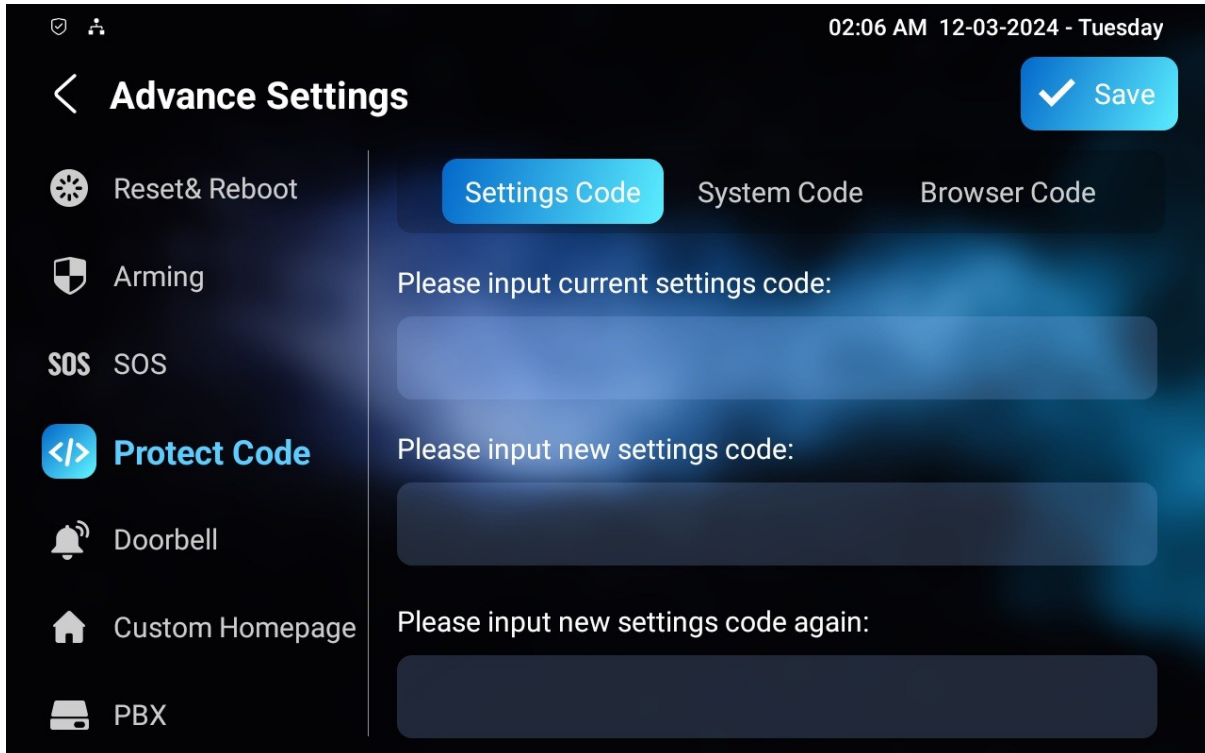 02:06 AM 12-03-2024 - Tuesday
Advance Settings
Save
Reset& Reboot
Arming
SOS SOS
Protect Code
Doorbell
Custom Homepage
PBX
Settings Code System Code Browser Code
Please input current settings code:
Please input new settings code:
Please input new settings code again: